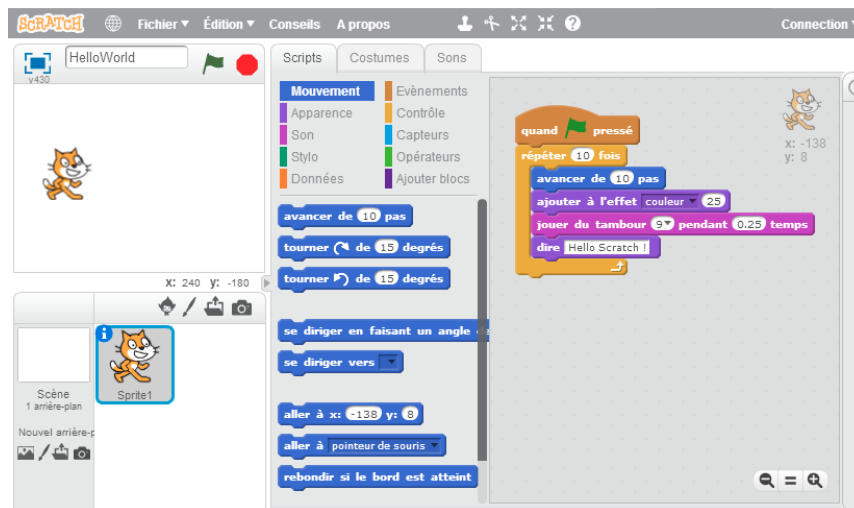 SCRATCH Fichier Édition Conseils A propos Connection
HelloWorld
v430
X: 240 y: -180
Scène
1 arrière-plan
Nouvel arrière-p
Sprite1
Scripts Costumes Sons
Mouvement Evènements
Apparence Contrôle
Son Capteurs
Stylo Opérateurs
Données Ajouter blocs
avancer de 10 pas
tourner de 15 degrés
tourner de 15 degrés
se diriger en faisant un angle de
se diriger vers
aller à x: -138 y: 8
aller à pointeur de souris
rebondir si le bord est atteint
quand pressé
répéter 10 fois
avancer de 10 pas
ajouter à l'effet couleur 25
jouer du tambour 9 pendant 0.25 temps
dire Hello Scratch !
x: -138
y: 8